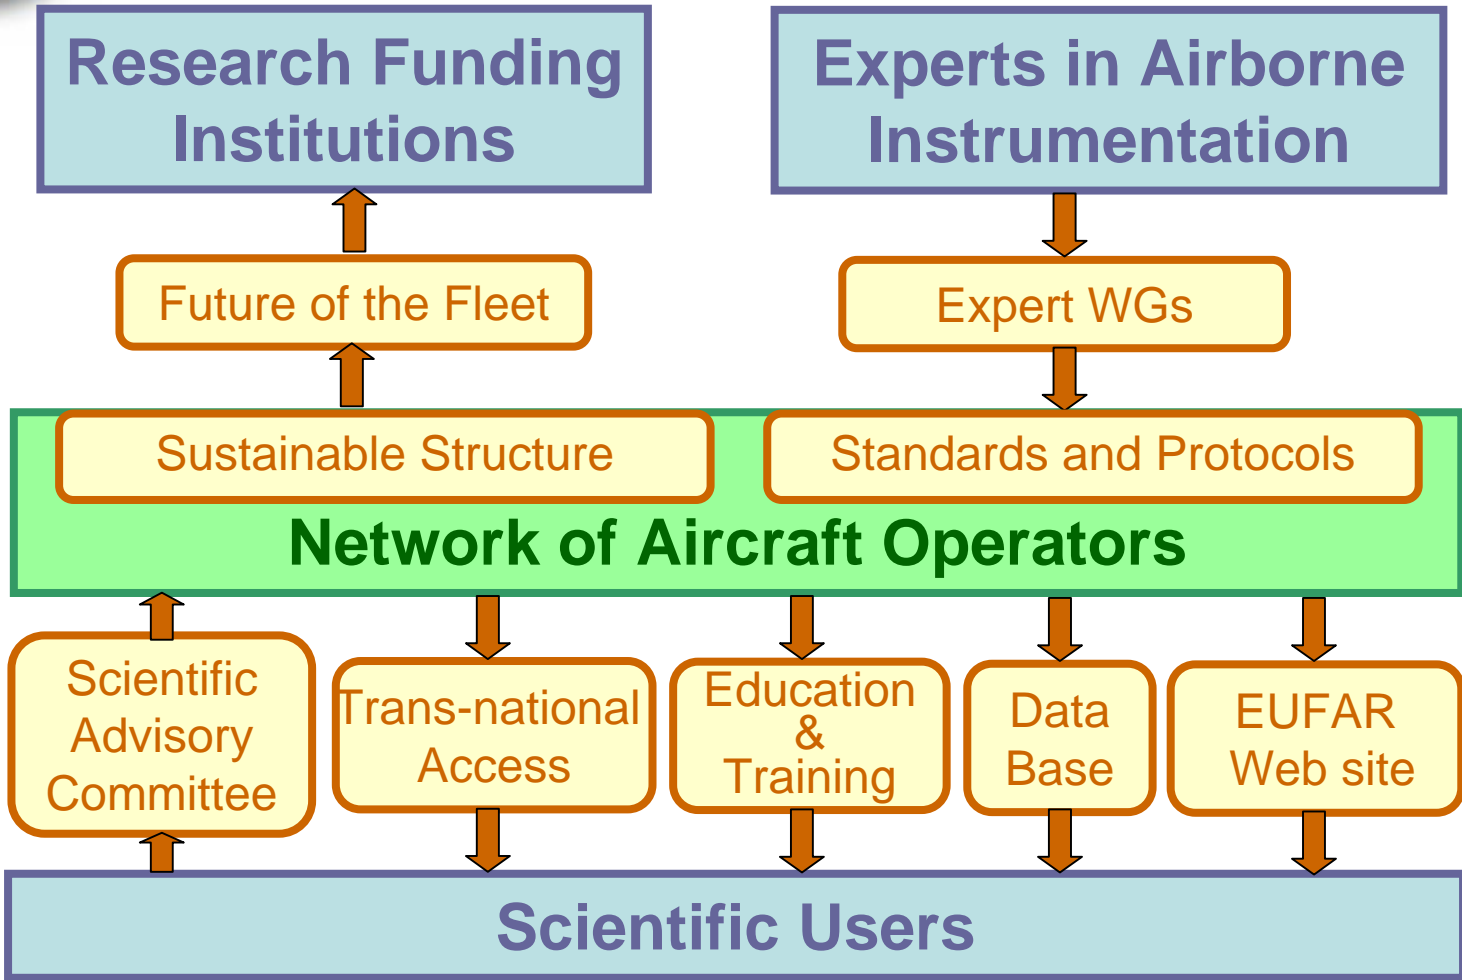 Research Funding
Institutions
Experts in Airborne
Instrumentation
Future of the Fleet
Expert WGs
Sustainable Structure
Standards and Protocols
Network of Aircraft Operators
Scientific
Advisory
Committee
Trans-national
Access
Education
&
Training
Data
Base
EUFAR
Web site
Scientific Users